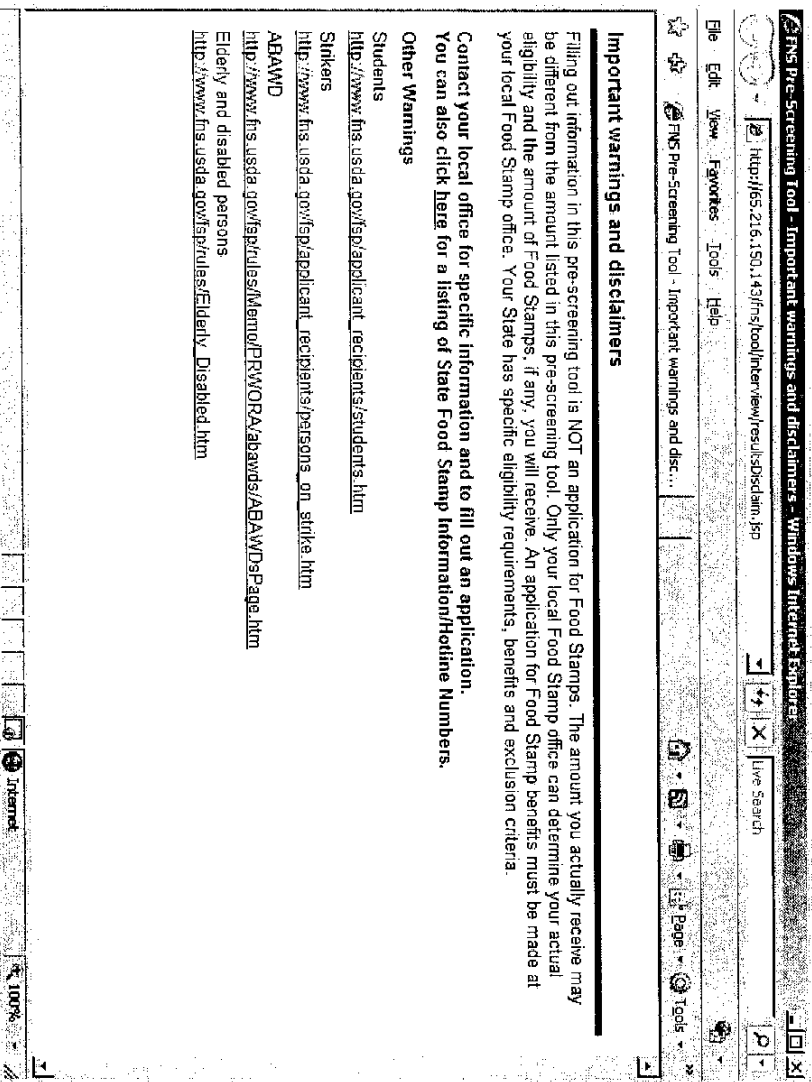 FNS Pre-Screening Tool - Important warnings and disclaimers - Windows Internet Explorer
http://65.216.150.143/fns/tool/interview/resultsDisclaim.jsp
Live Search
File Edit View Favorites Tools Help
FNS Pre-Screening Tool - Important warnings and disc...
Page Tools
Important warnings and disclaimers
Filling out information in this pre-screening tool is NOT an application for Food Stamps. The amount you actually receive may
be different from the amount listed in this pre-screening tool. Only your local Food Stamp office can determine your actual
eligibility and the amount of Food Stamps, if any, you will receive. An application for Food Stamp benefits must be made at
your local Food Stamp office. Your State has specific eligibility requirements, benefits and exclusion criteria.
Contact your local office for specific information and to fill out an application.
You can also click here for a listing of State Food Stamp Information/Hotline Numbers.
Other Warnings
Students
http://www.fns.usda.gov/fsp/applicant_recipients/students.htm
Strikers
http://www.fns.usda.gov/fsp/applicant_recipients/persons_on_strike.htm
ABAWD
http://www.fns.usda.gov/fsp/rules/Memo/PRWORA/abawds/ABAWDsPage.htm
Elderly and disabled persons
http://www.fns.usda.gov/fsp/rules/Elderly_Disabled.htm
Internet
100%